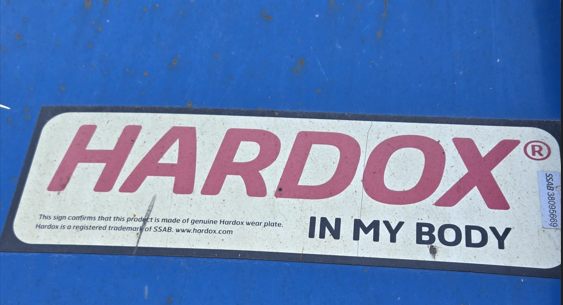 HARDOX®
IN MY BODY
This sign confirms that this product is made of genuine Hardox wear plate.
Hardox is a registered trademark of SSAB. www.hardox.com
SSAB 38095669